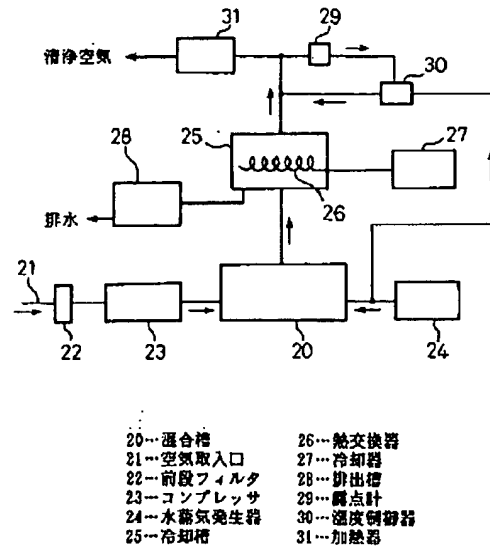 31
29
清浄空気
30
25
27
28
26
排水
21
22
23
20
24
20…混合槽
21…空気取入口
22…前段フィルタ
23…コンプレッサ
24…水蒸気発生器
25…冷却槽
26…熱交換器
27…冷却器
28…排出槽
29…露点計
30…湿度制御器
31…加熱器